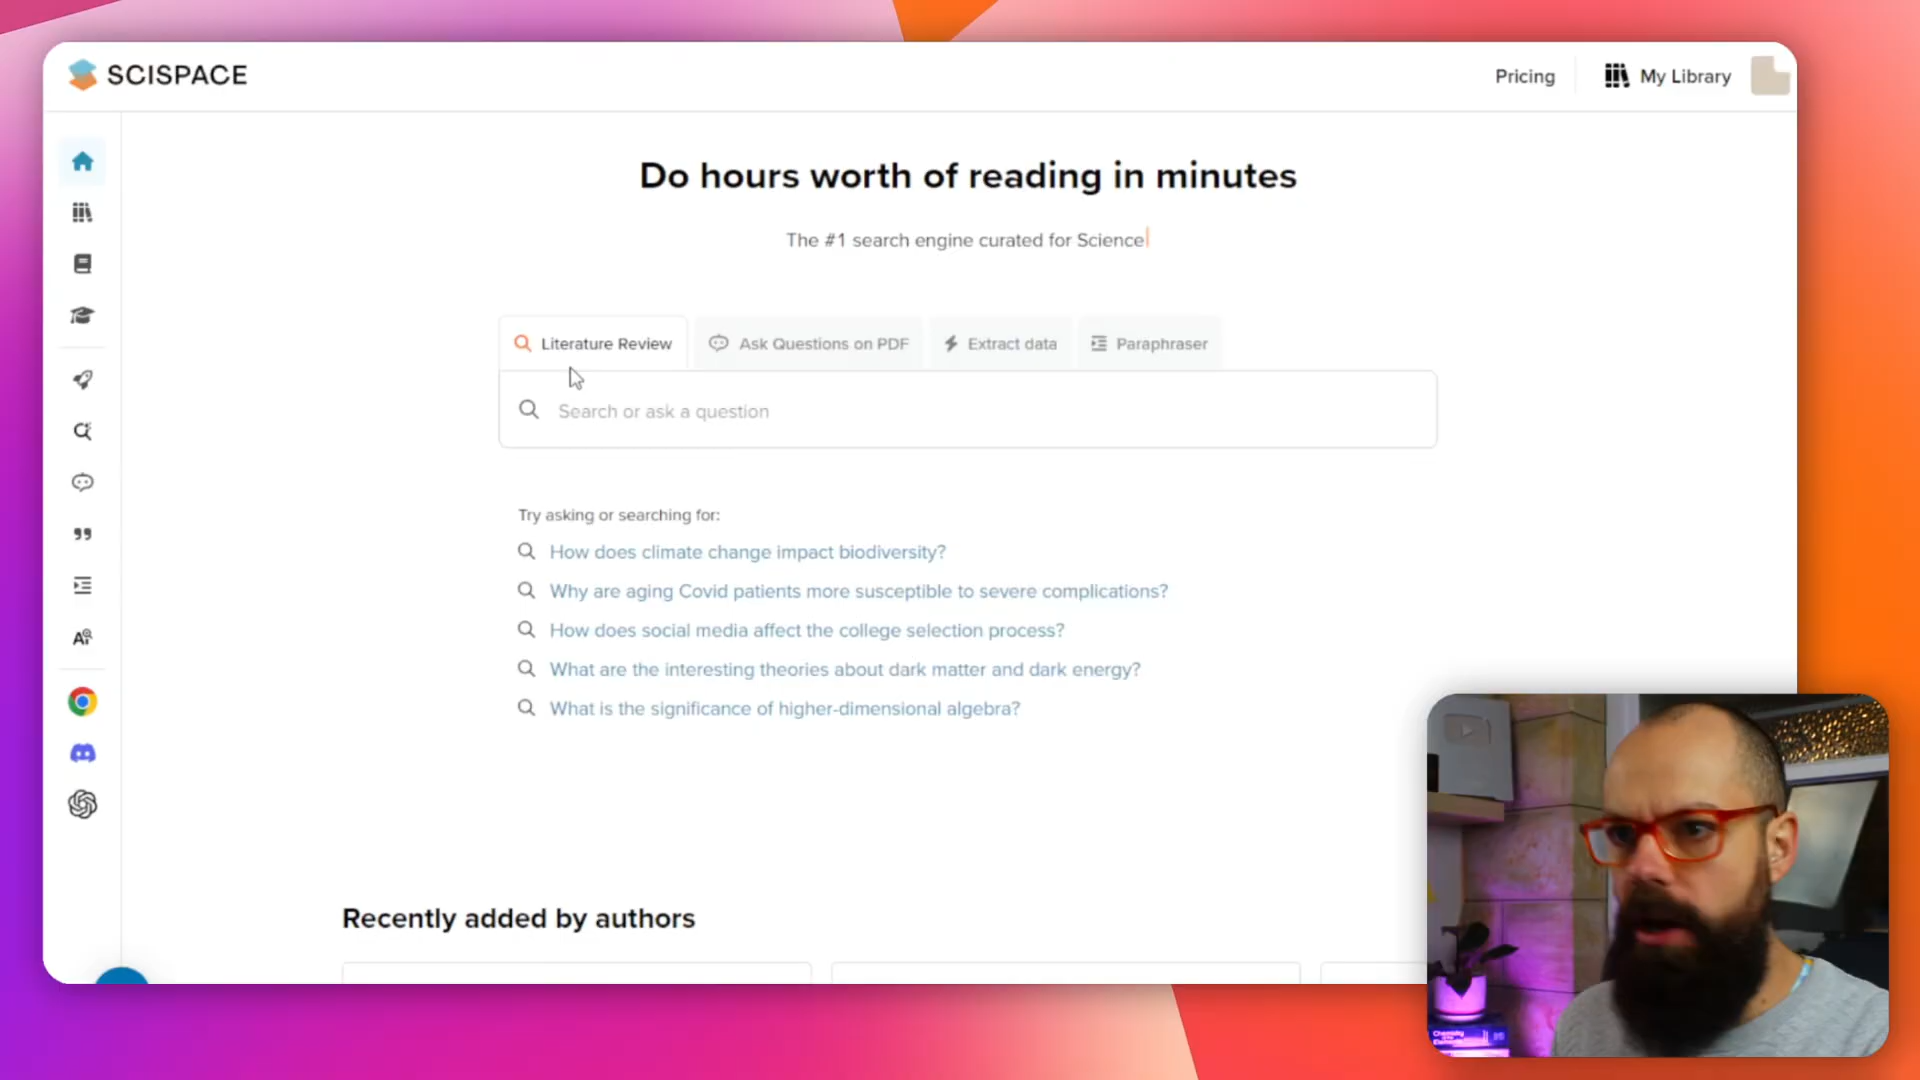 SCISPACE
Pricing
My Library
Do hours worth of reading in minutes
The #1 search engine curated for Science
Literature Review
Ask Questions on PDF
Extract data
Paraphraser
Search or ask a question
Try asking or searching for:
How does climate change impact biodiversity?
Why are aging Covid patients more susceptible to severe complications?
How does social media affect the college selection process?
What are the interesting theories about dark matter and dark energy?
What is the significance of higher-dimensional algebra?
Recently added by authors
Chemistry